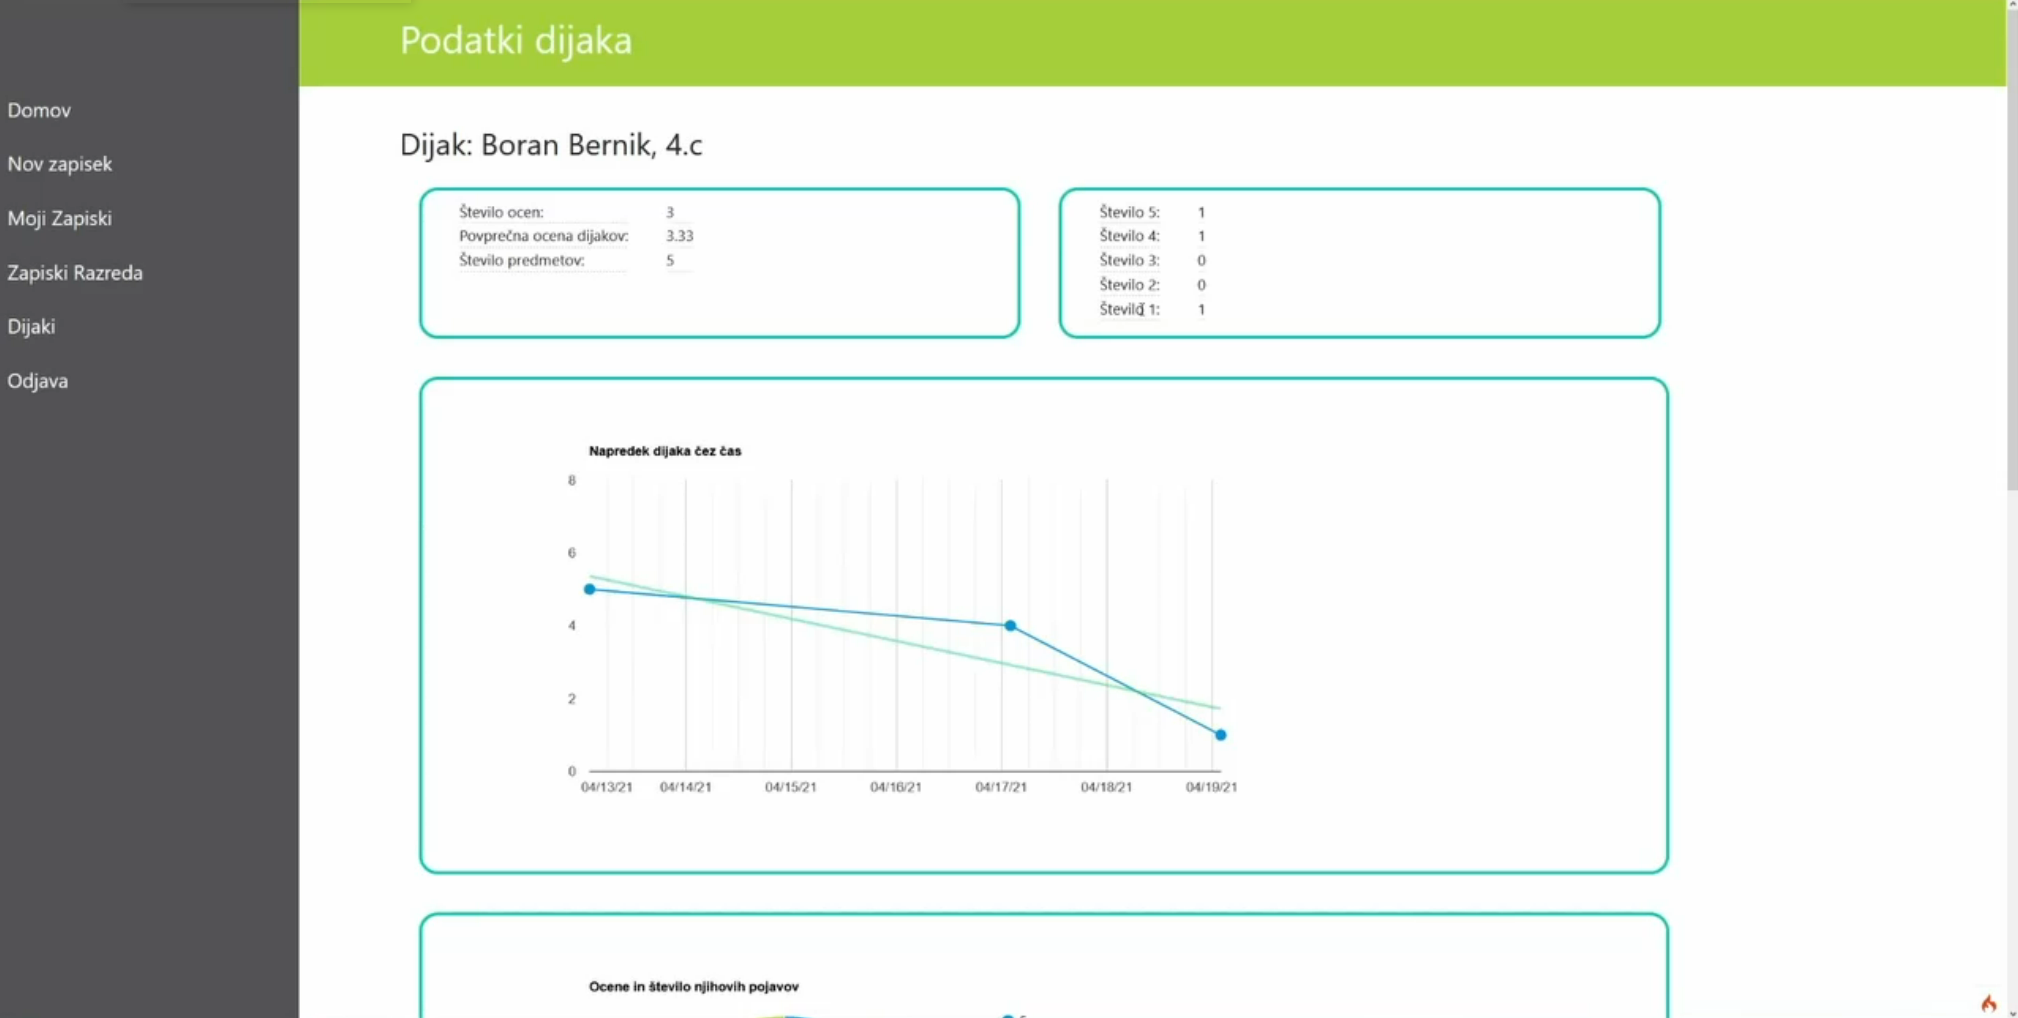 Podatki dijaka
Domov
Nov zapisek
Moji Zapiski
Zapiski Razreda
Dijaki
Odjava
Dijak: Boran Bernik, 4.c
Število ocen: 3
Povprečna ocena dijakov: 3.33
Število predmetov: 5
Število 5: 1
Število 4: 1
Število 3: 0
Število 2: 0
Število 1: 1
Napredek dijaka čez čas
8
6
4
2
0
04/13/21 04/14/21 04/15/21 04/16/21 04/17/21 04/18/21 04/19/21
Ocene in število njihovih pojavov